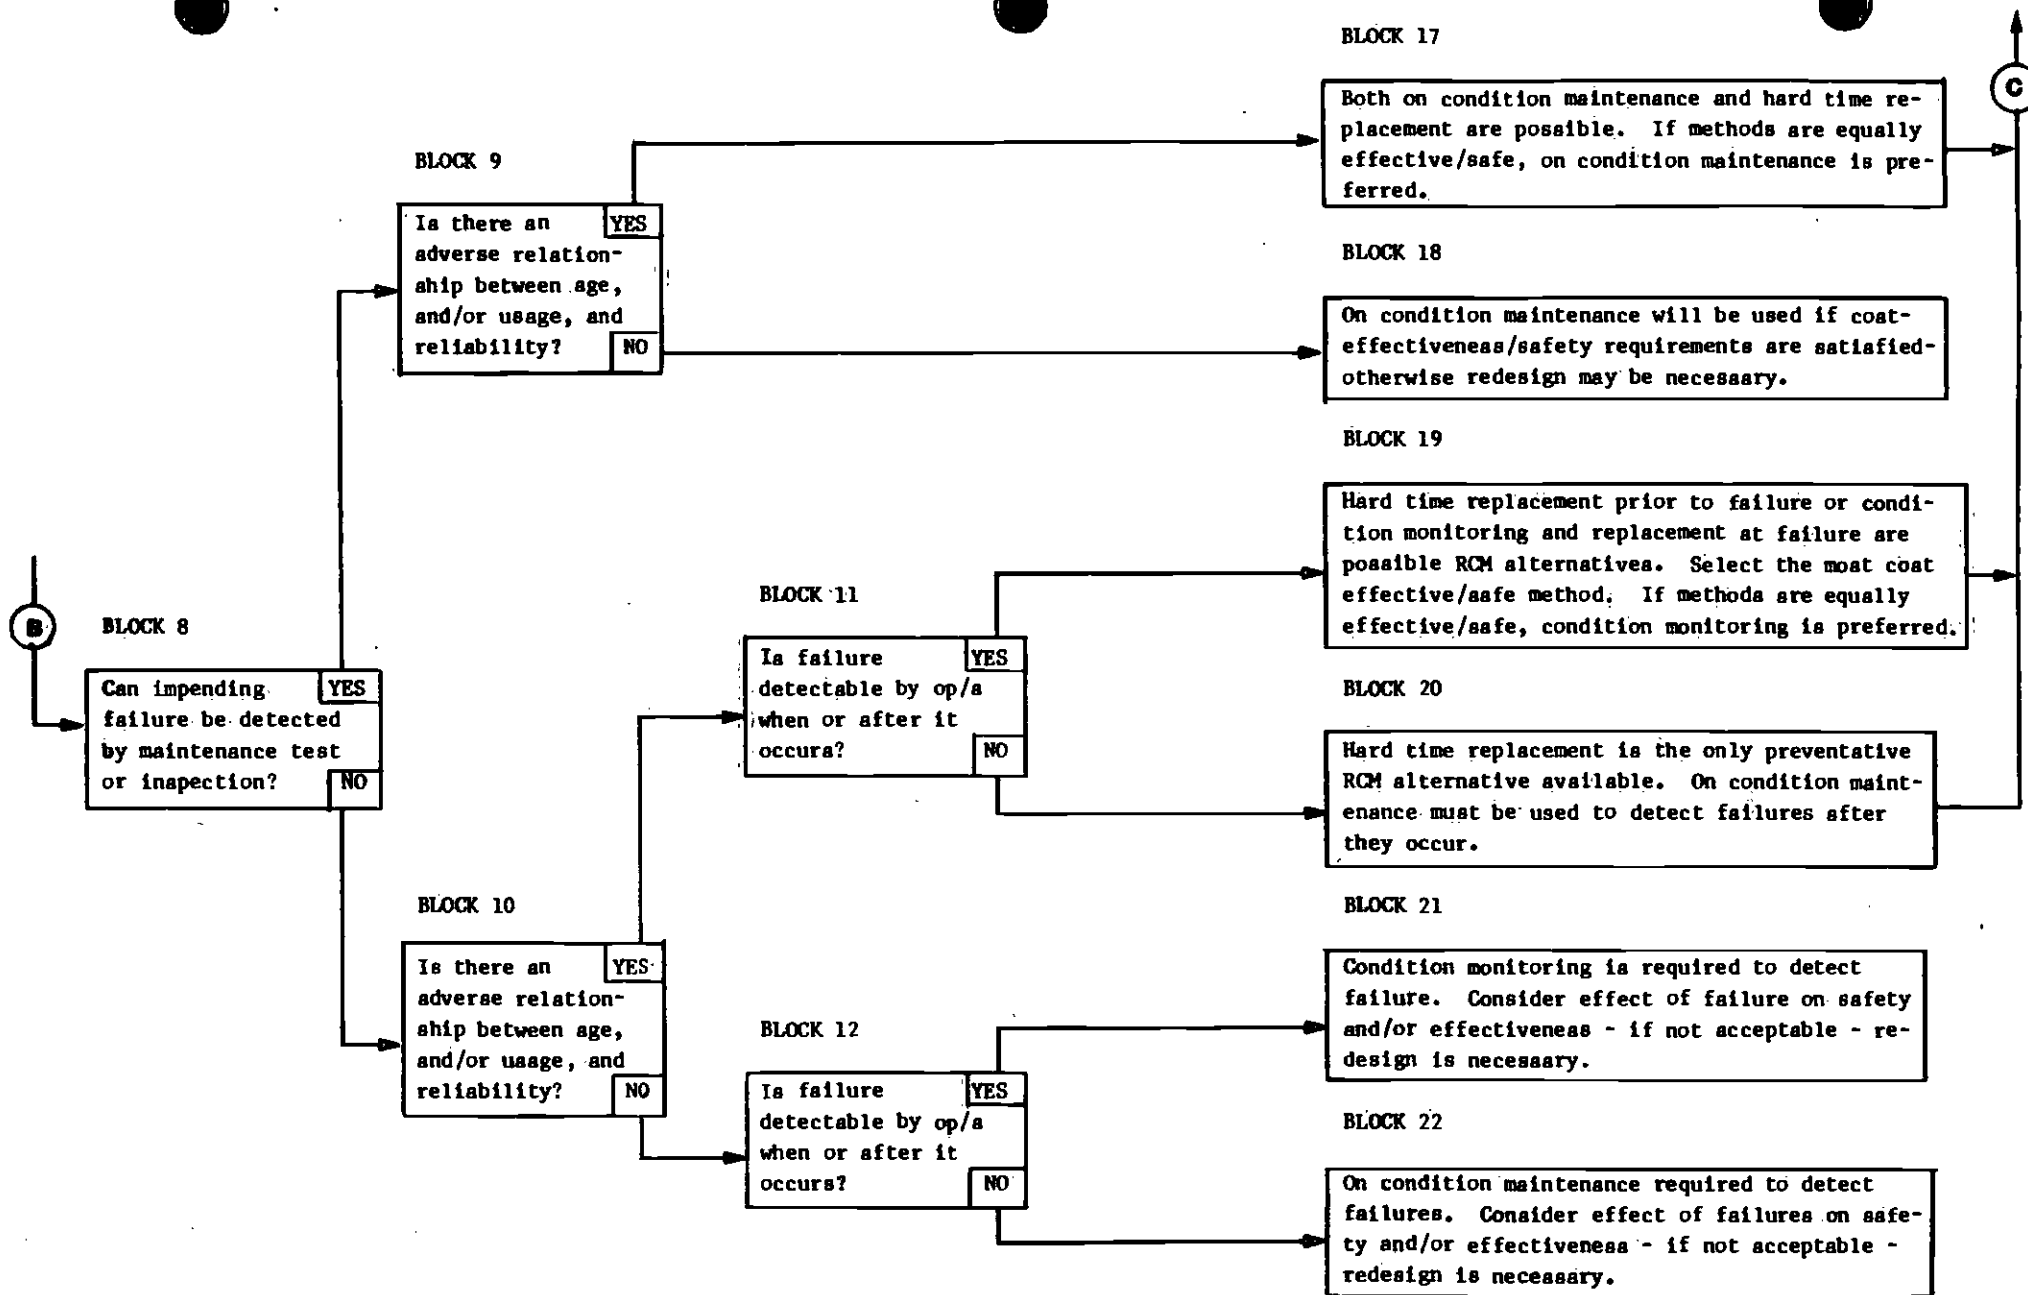 BLOCK 17
Both on condition maintenance and hard time re-
placement are possible. If methods are equally
effective/safe, on condition maintenance is pre-
ferred.
C
BLOCK 9
Is there an YES
adverse relation-
ship between age,
and/or usage, and
reliability? NO
BLOCK 18
On condition maintenance will be used if cost-
effectiveness/safety requirements are satisfied-
otherwise redesign may be necessary.
BLOCK 19
Hard time replacement prior to failure or condi-
tion monitoring and replacement at failure are
possible RCM alternatives. Select the most cost
effective/safe method. If methods are equally
effective/safe, condition monitoring is preferred.
B
BLOCK 8
Can impending YES
failure be detected
by maintenance test
or inspection? NO
BLOCK 11
Is failure YES
detectable by op/s
when or after it
occurs? NO
BLOCK 20
Hard time replacement is the only preventative
RCM alternative available. On condition maint-
enance must be used to detect failures after
they occur.
BLOCK 10
Is there an YES
adverse relation-
ship between age,
and/or usage, and
reliability? NO
BLOCK 21
Condition monitoring is required to detect
failure. Consider effect of failure on safety
and/or effectiveness - if not acceptable - re-
design is necessary.
BLOCK 12
Is failure YES
detectable by op/s
when or after it
occurs? NO
BLOCK 22
On condition maintenance required to detect
failures. Consider effect of failures on safe-
ty and/or effectiveness - if not acceptable -
redesign is necessary.